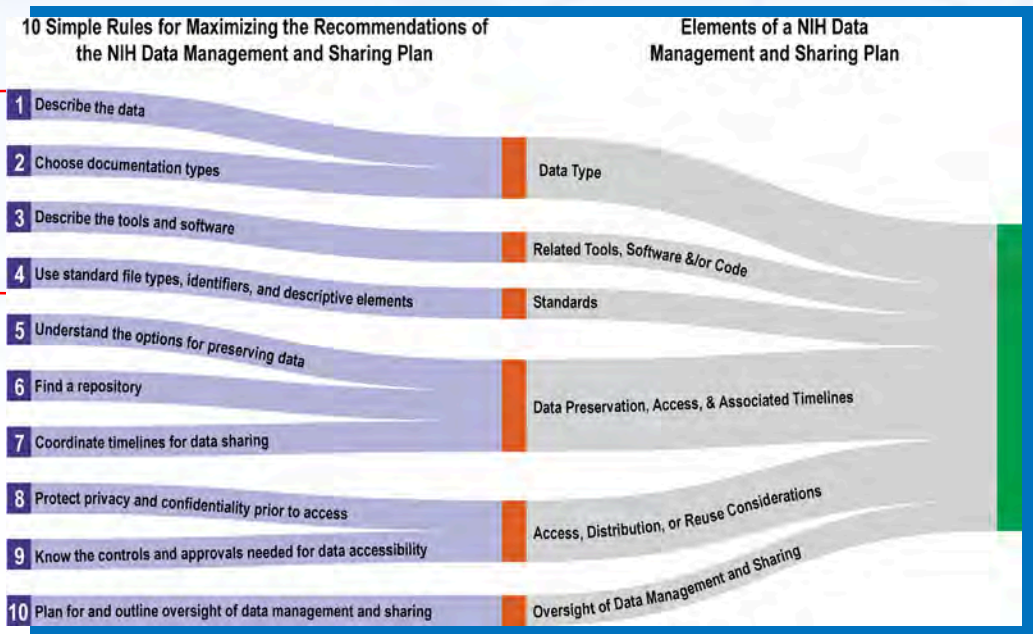 10 Simple Rules for Maximizing the Recommendations of
the NIH Data Management and Sharing Plan
Elements of a NIH Data
Management and Sharing Plan
1 Describe the data
2 Choose documentation types
3 Describe the tools and software
4 Use standard file types, identifiers, and descriptive elements
5 Understand the options for preserving data
6 Find a repository
7 Coordinate timelines for data sharing
8 Protect privacy and confidentiality prior to access
9 Know the controls and approvals needed for data accessibility
10 Plan for and outline oversight of data management and sharing
Data Type
Related Tools, Software &/or Code
Standards
Data Preservation, Access, & Associated Timelines
Access, Distribution, or Reuse Considerations
Oversight of Data Management and Sharing